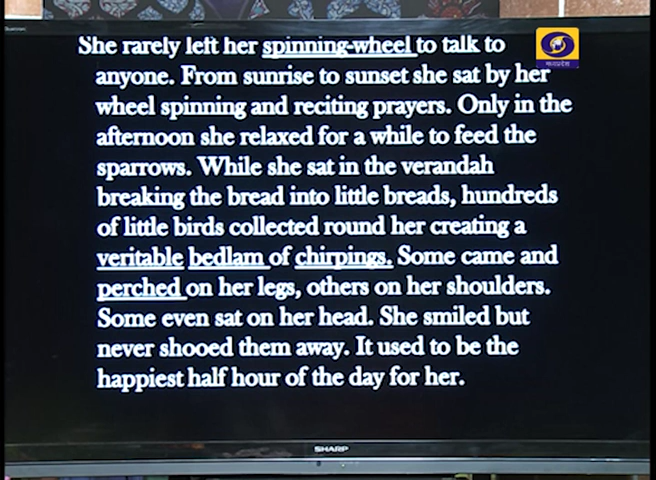 She rarely left her spinning-wheel to talk to
anyone. From sunrise to sunset she sat by her
wheel spinning and reciting prayers. Only in the
afternoon she relaxed for a while to feed the
sparrows. While she sat in the verandah
breaking the bread into little breads, hundreds
of little birds collected round her creating a
veritable bedlam of chirpings. Some came and
perched on her legs, others on her shoulders.
Some even sat on her head. She smiled but
never shooed them away. It used to be the
happiest half hour of the day for her.
मध्यप्रदेश
SHARP